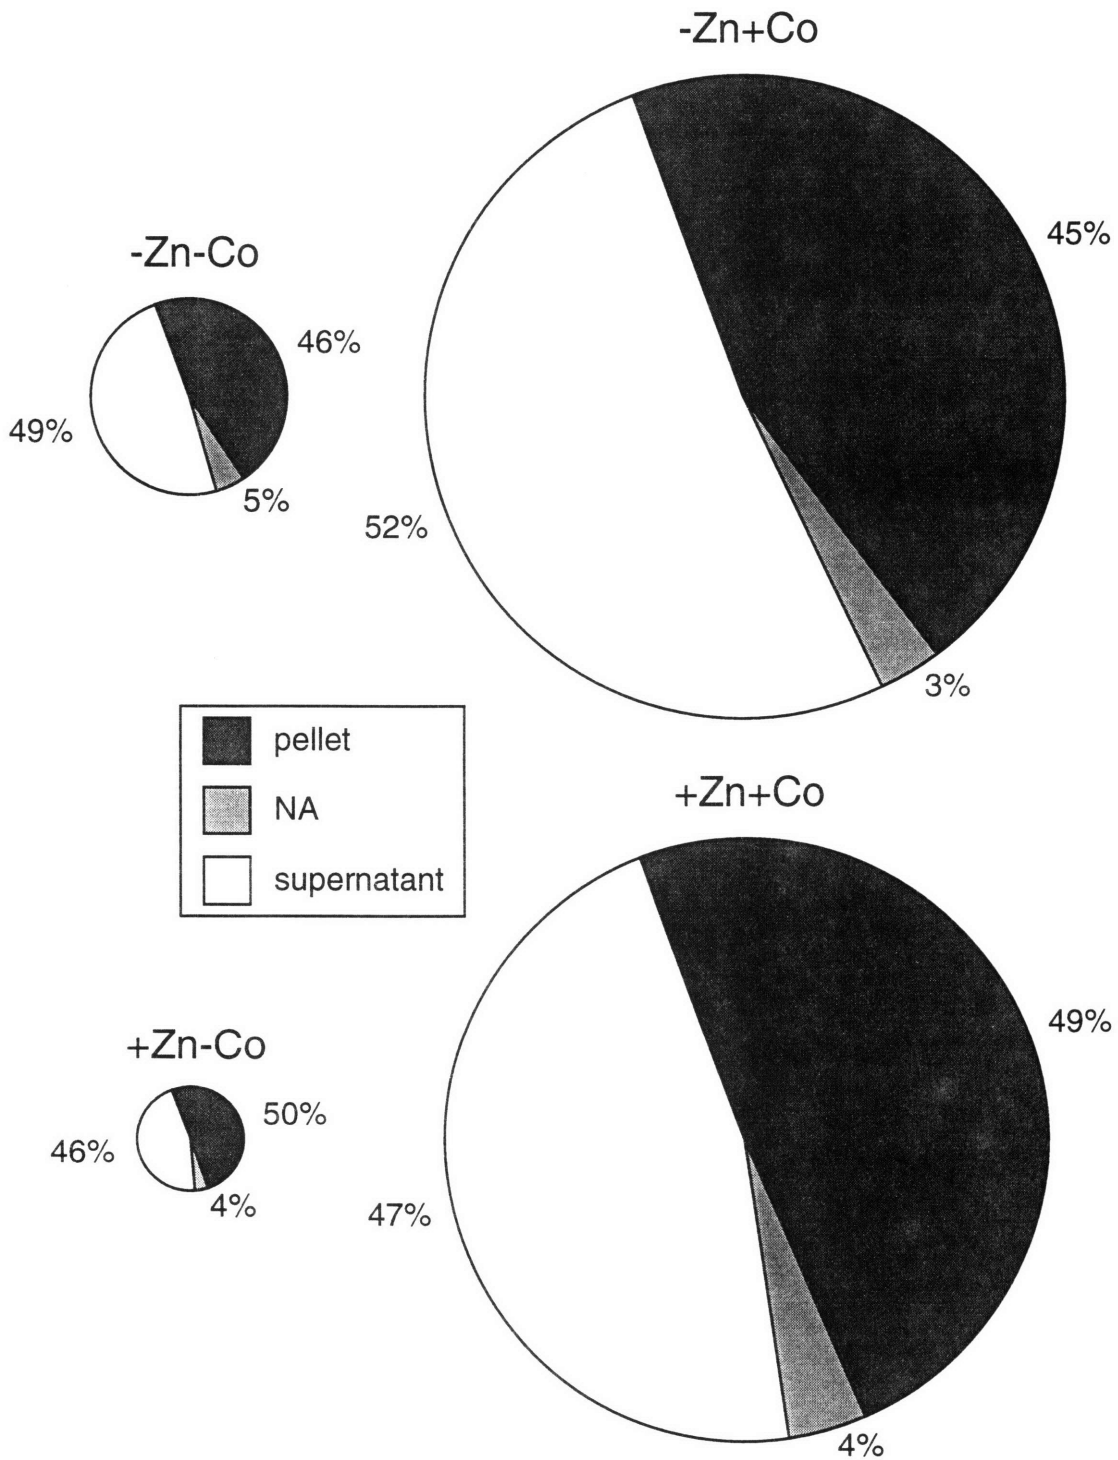 -Zn+Co
45%
52%
3%
-Zn-Co
46%
49%
5%
pellet
NA
supernatant
+Zn+Co
49%
47%
4%
+Zn-Co
50%
46%
4%